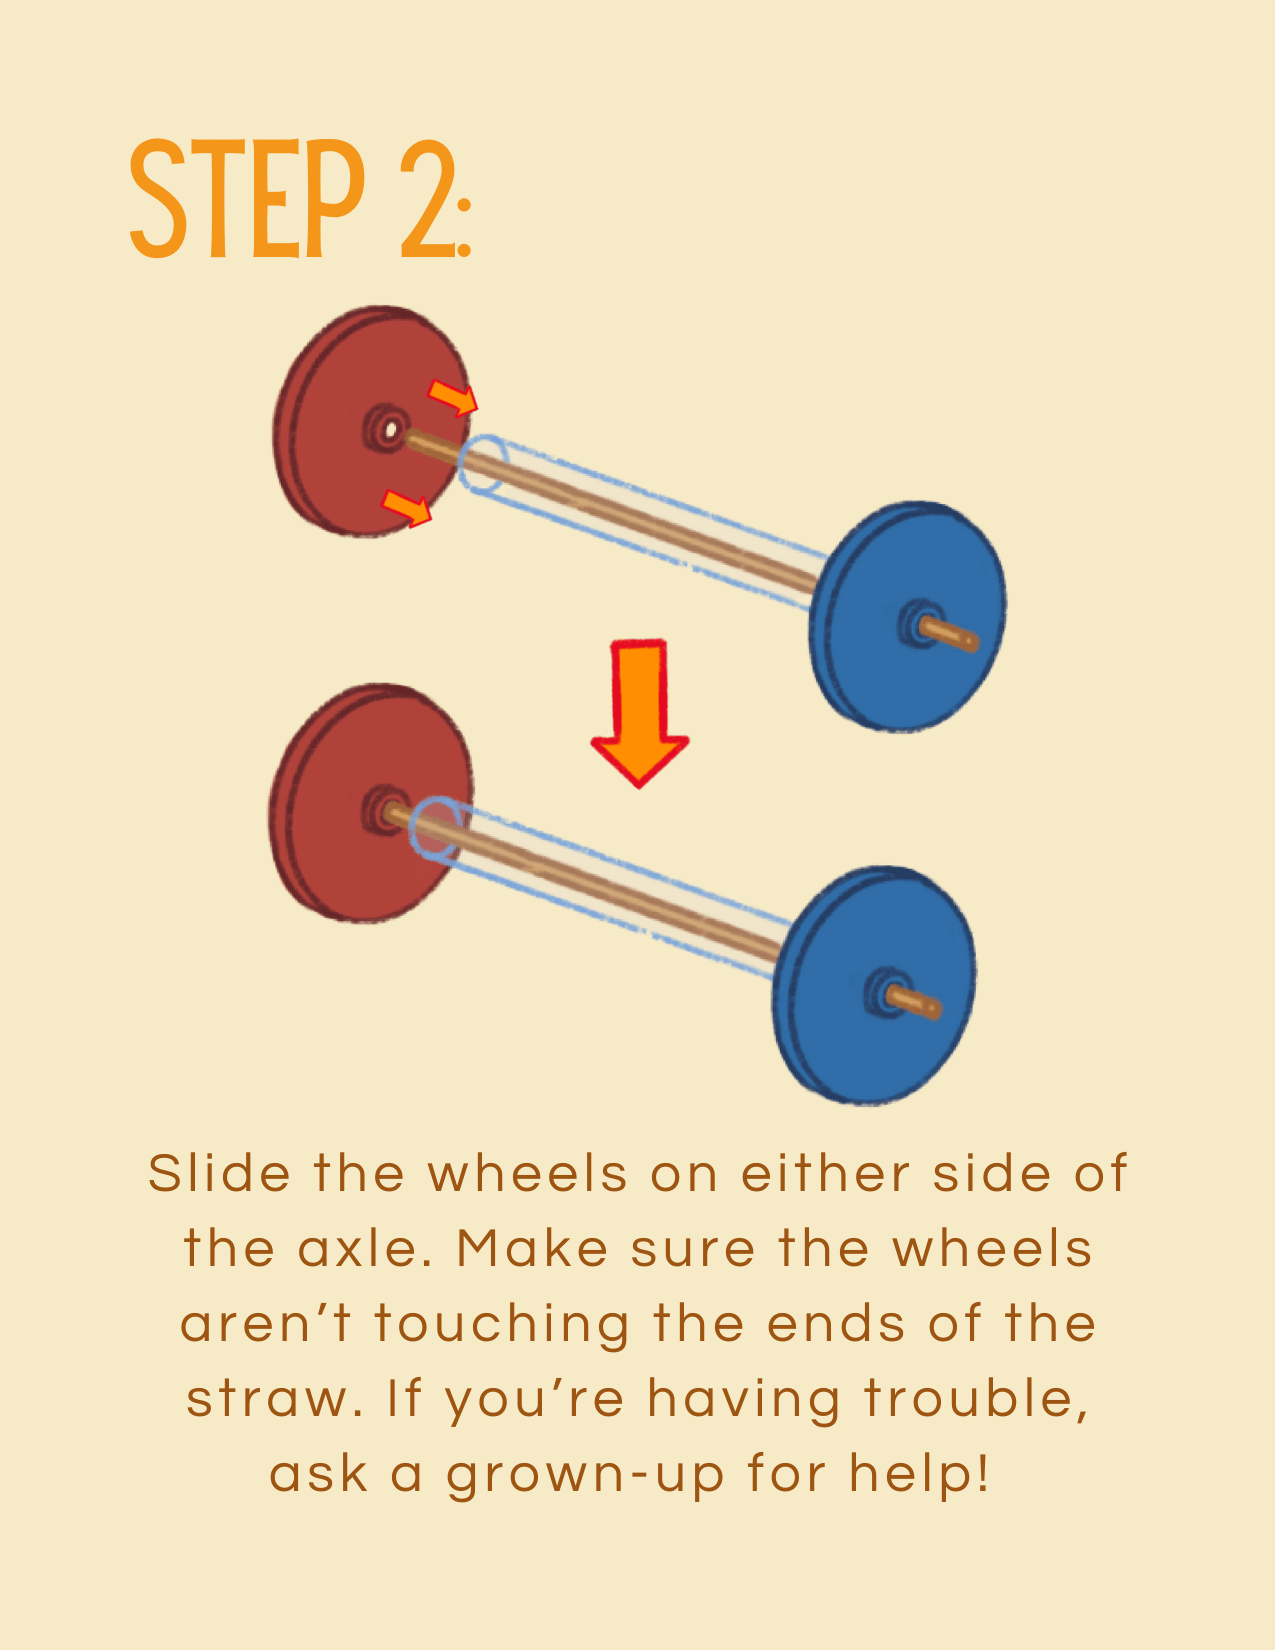 STEP 2:
Slide the wheels on either side of
the axle. Make sure the wheels
aren’t touching the ends of the
straw. If you’re having trouble,
ask a grown-up for help!